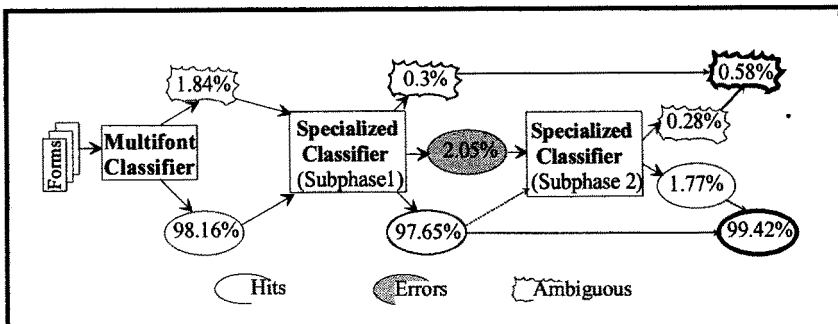 1.84%
0.3%
0.58%
Forms
Multifont
Classifier
Specialized
Classifier
(Subphase1)
2.05%
Specialized
Classifier
(Subphase 2)
0.28%
1.77%
98.16%
97.65%
99.42%
Hits
Errors
Ambiguous